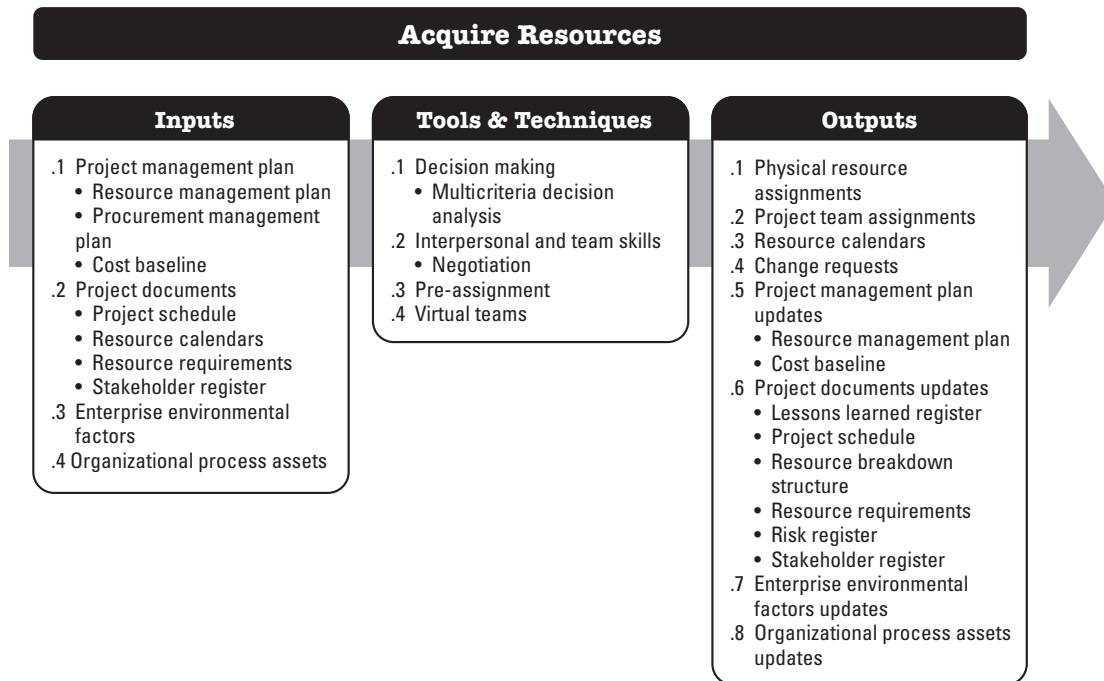 Acquire Resources
Inputs
.1 Project management plan
• Resource management plan
• Procurement management
plan
• Cost baseline
.2 Project documents
• Project schedule
• Resource calendars
• Resource requirements
• Stakeholder register
.3 Enterprise environmental
factors
.4 Organizational process assets
Tools & Techniques
.1 Decision making
• Multicriteria decision
analysis
.2 Interpersonal and team skills
• Negotiation
.3 Pre-assignment
.4 Virtual teams
Outputs
.1 Physical resource
assignments
.2 Project team assignments
.3 Resource calendars
.4 Change requests
.5 Project management plan
updates
• Resource management plan
• Cost baseline
.6 Project documents updates
• Lessons learned register
• Project schedule
• Resource breakdown
structure
• Resource requirements
• Risk register
• Stakeholder register
.7 Enterprise environmental
factors updates
.8 Organizational process assets
updates